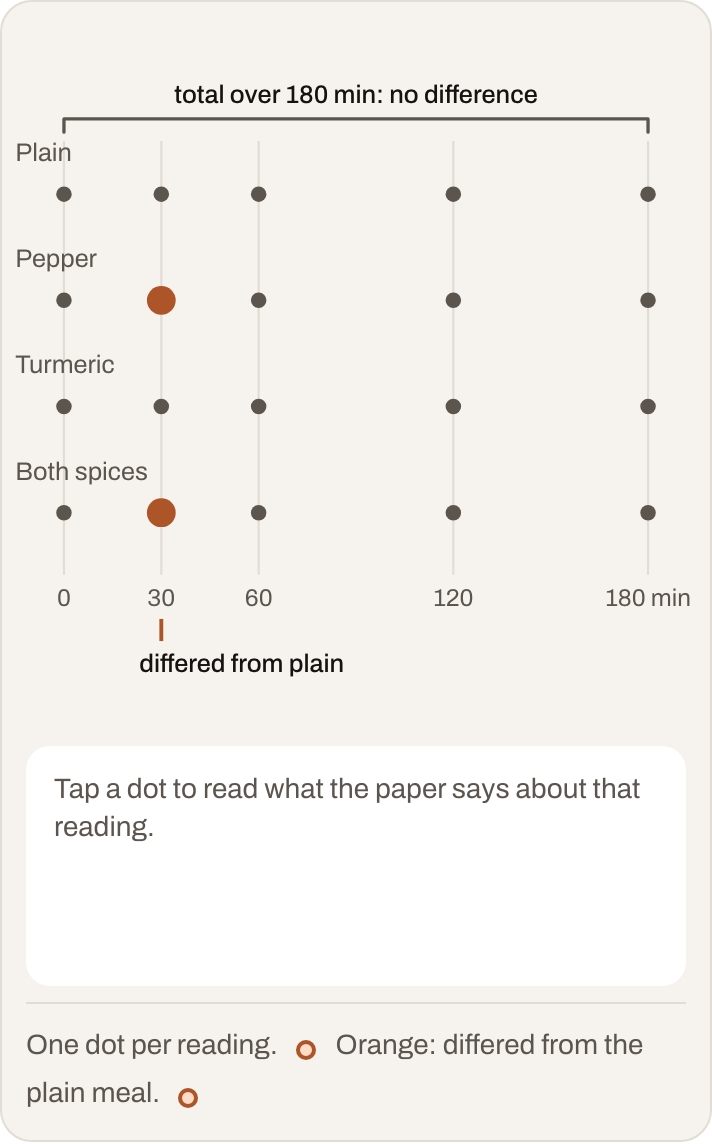 total over 180 min: no difference
Plain
Pepper
Turmeric
Both spices
0 30 60 120 180 min
differed from plain
Tap a dot to read what the paper says about that
reading.
One dot per reading. Orange: differed from the
plain meal.